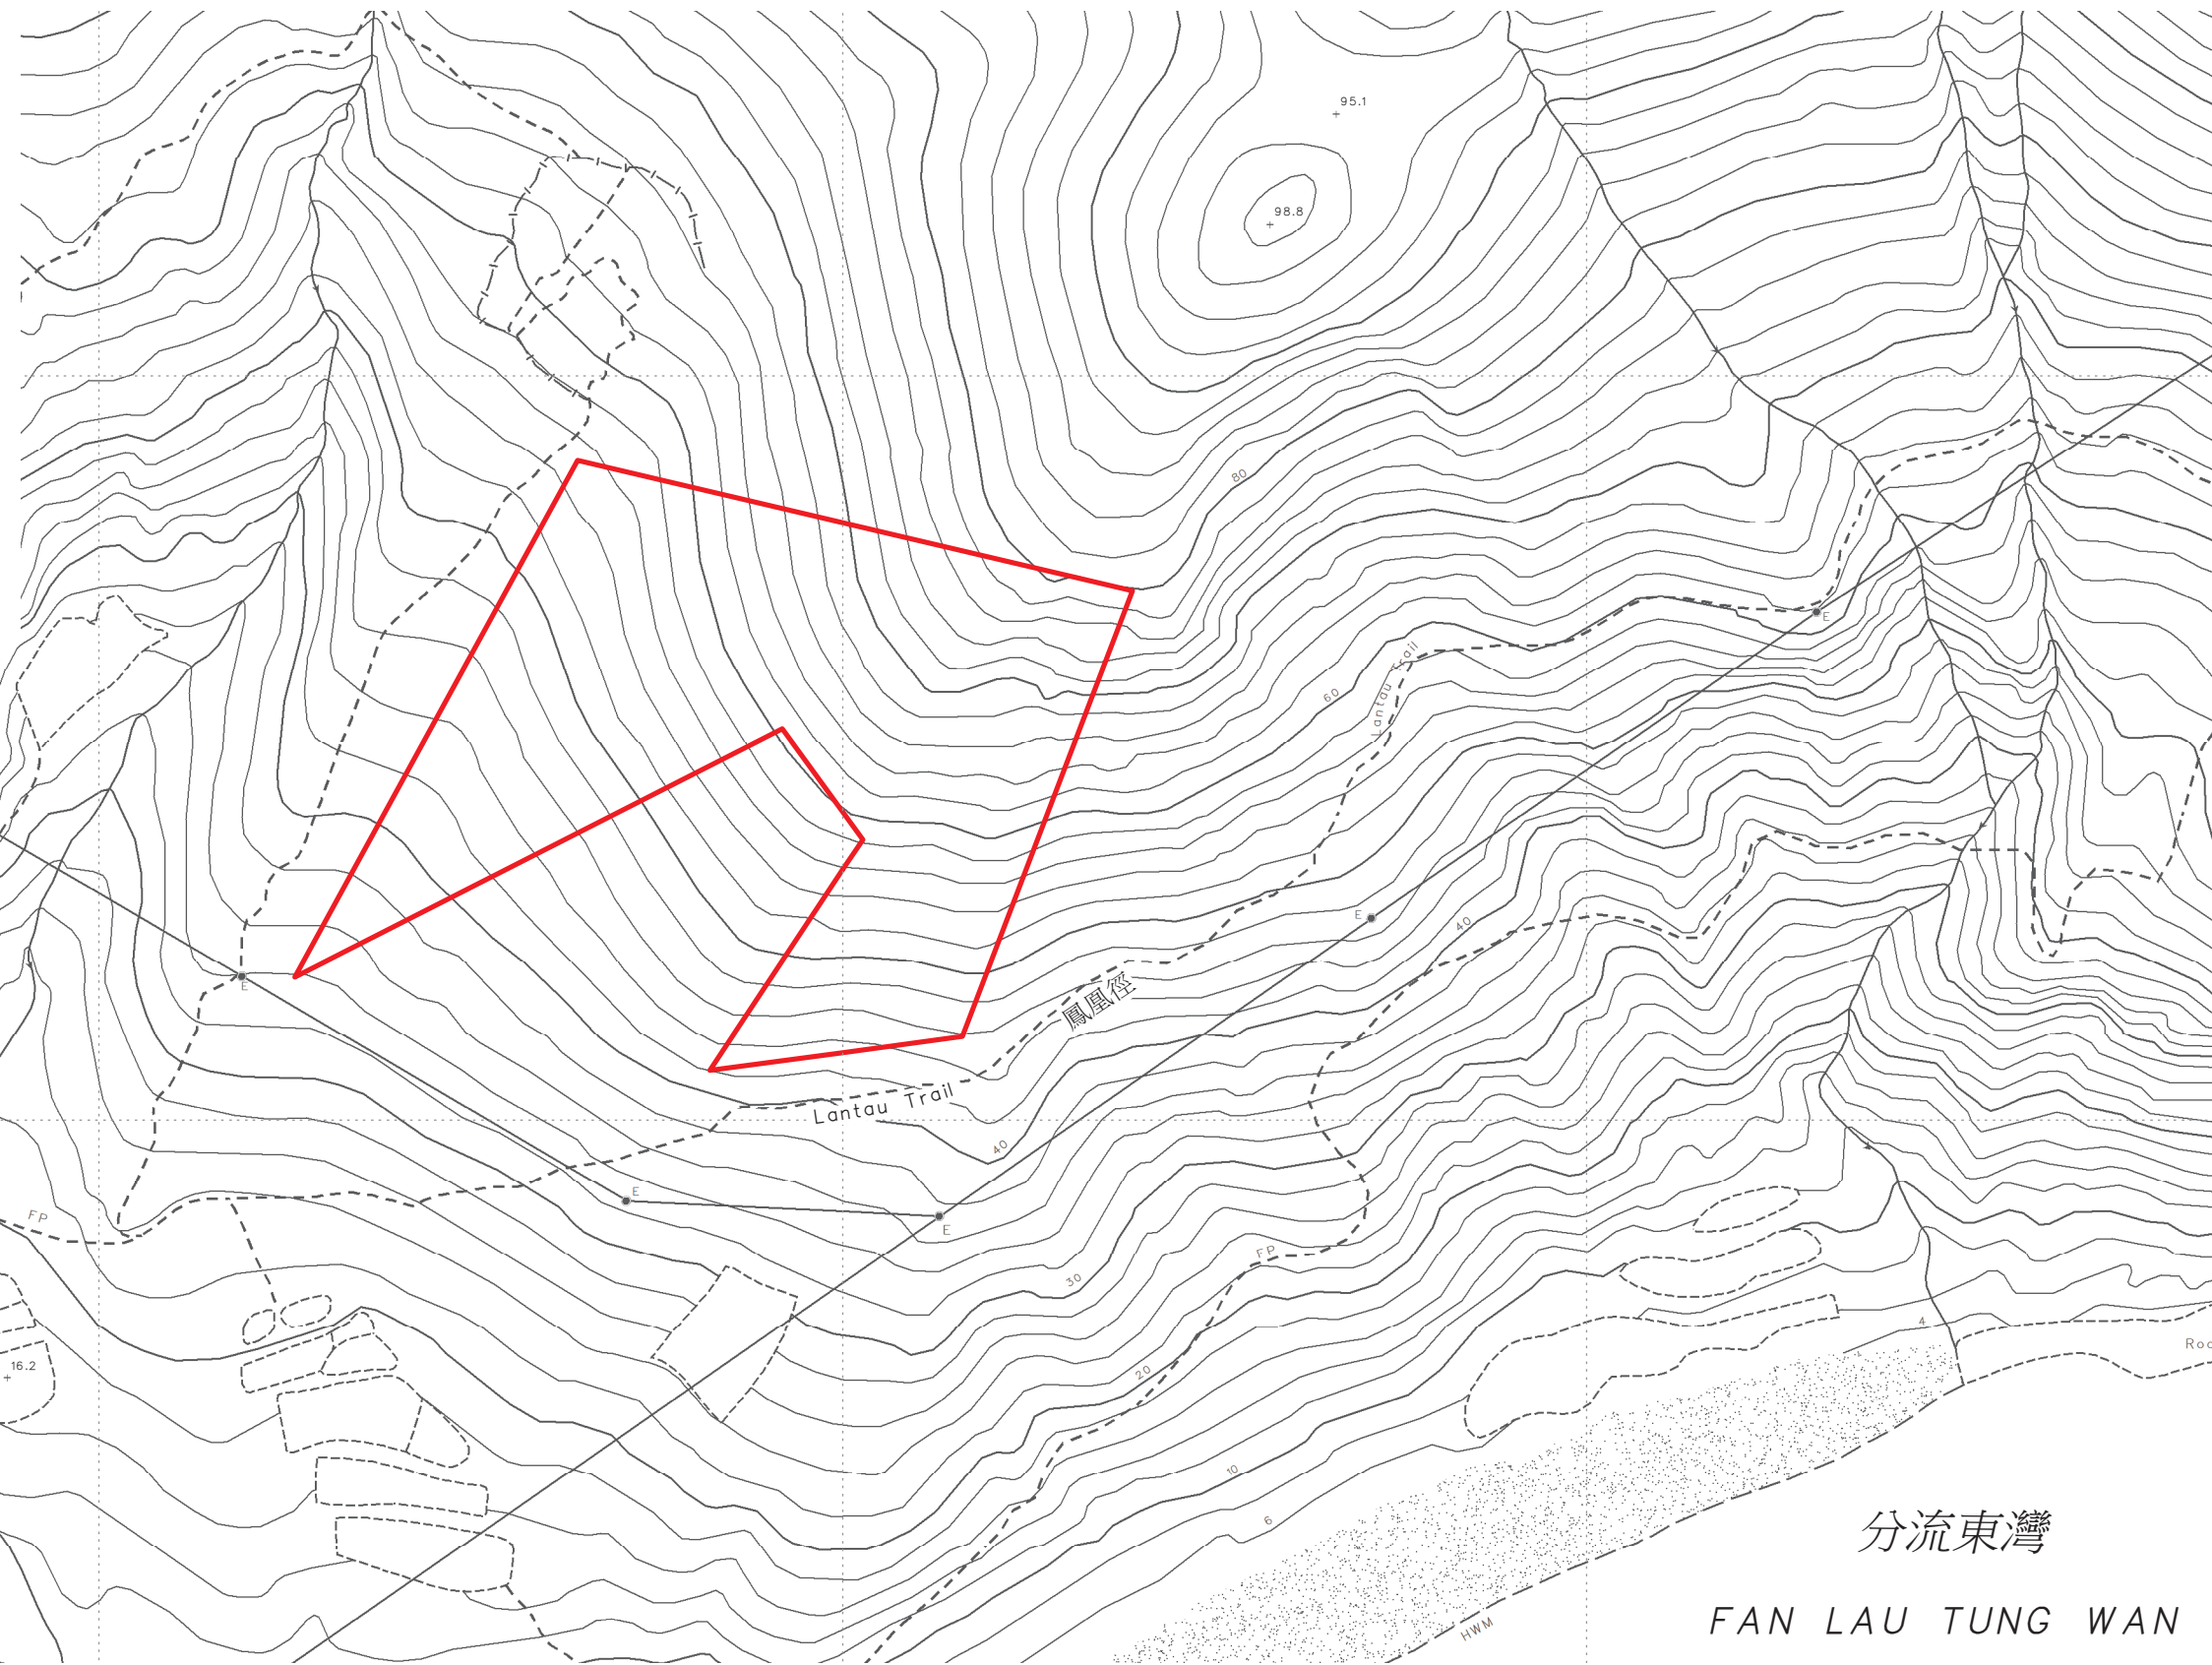 95.1
98.8
80
60
Lantau Trail
E
E
40
E
鳳凰徑
Lantau Trail
40
E
E
FP
FP
30
4
Roc
16.2
20
10
6
分流東灣
FAN LAU TUNG WAN
HWM